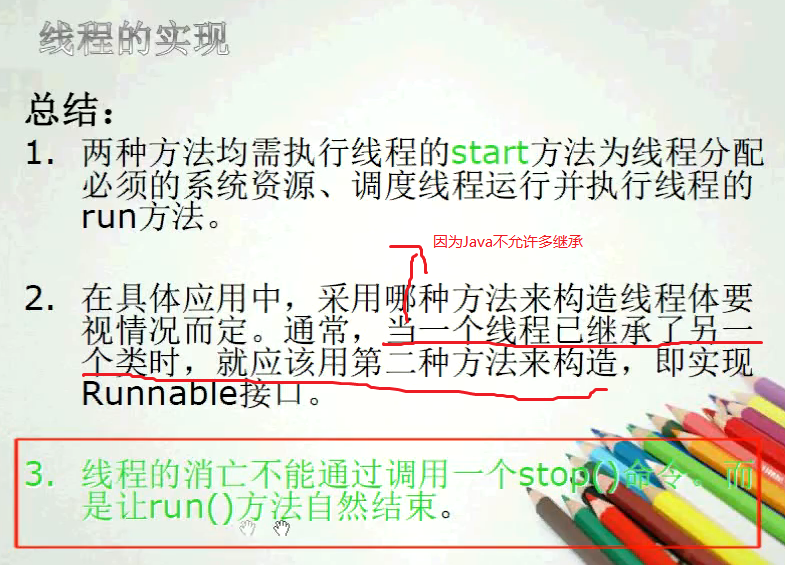 线程的实现
总结：
1. 两种方法均需执行线程的start方法为线程分配
必须的系统资源、调度线程运行并执行线程的
run方法。
因为Java不允许多继承
2. 在具体应用中，采用哪种方法来构造线程体要
视情况而定。通常，当一个线程已继承了另一
个类时，就应该用第二种方法来构造，即实现
Runnable接口。
3. 线程的消亡不能通过调用一个stop()命令。而
是让run()方法自然结束。